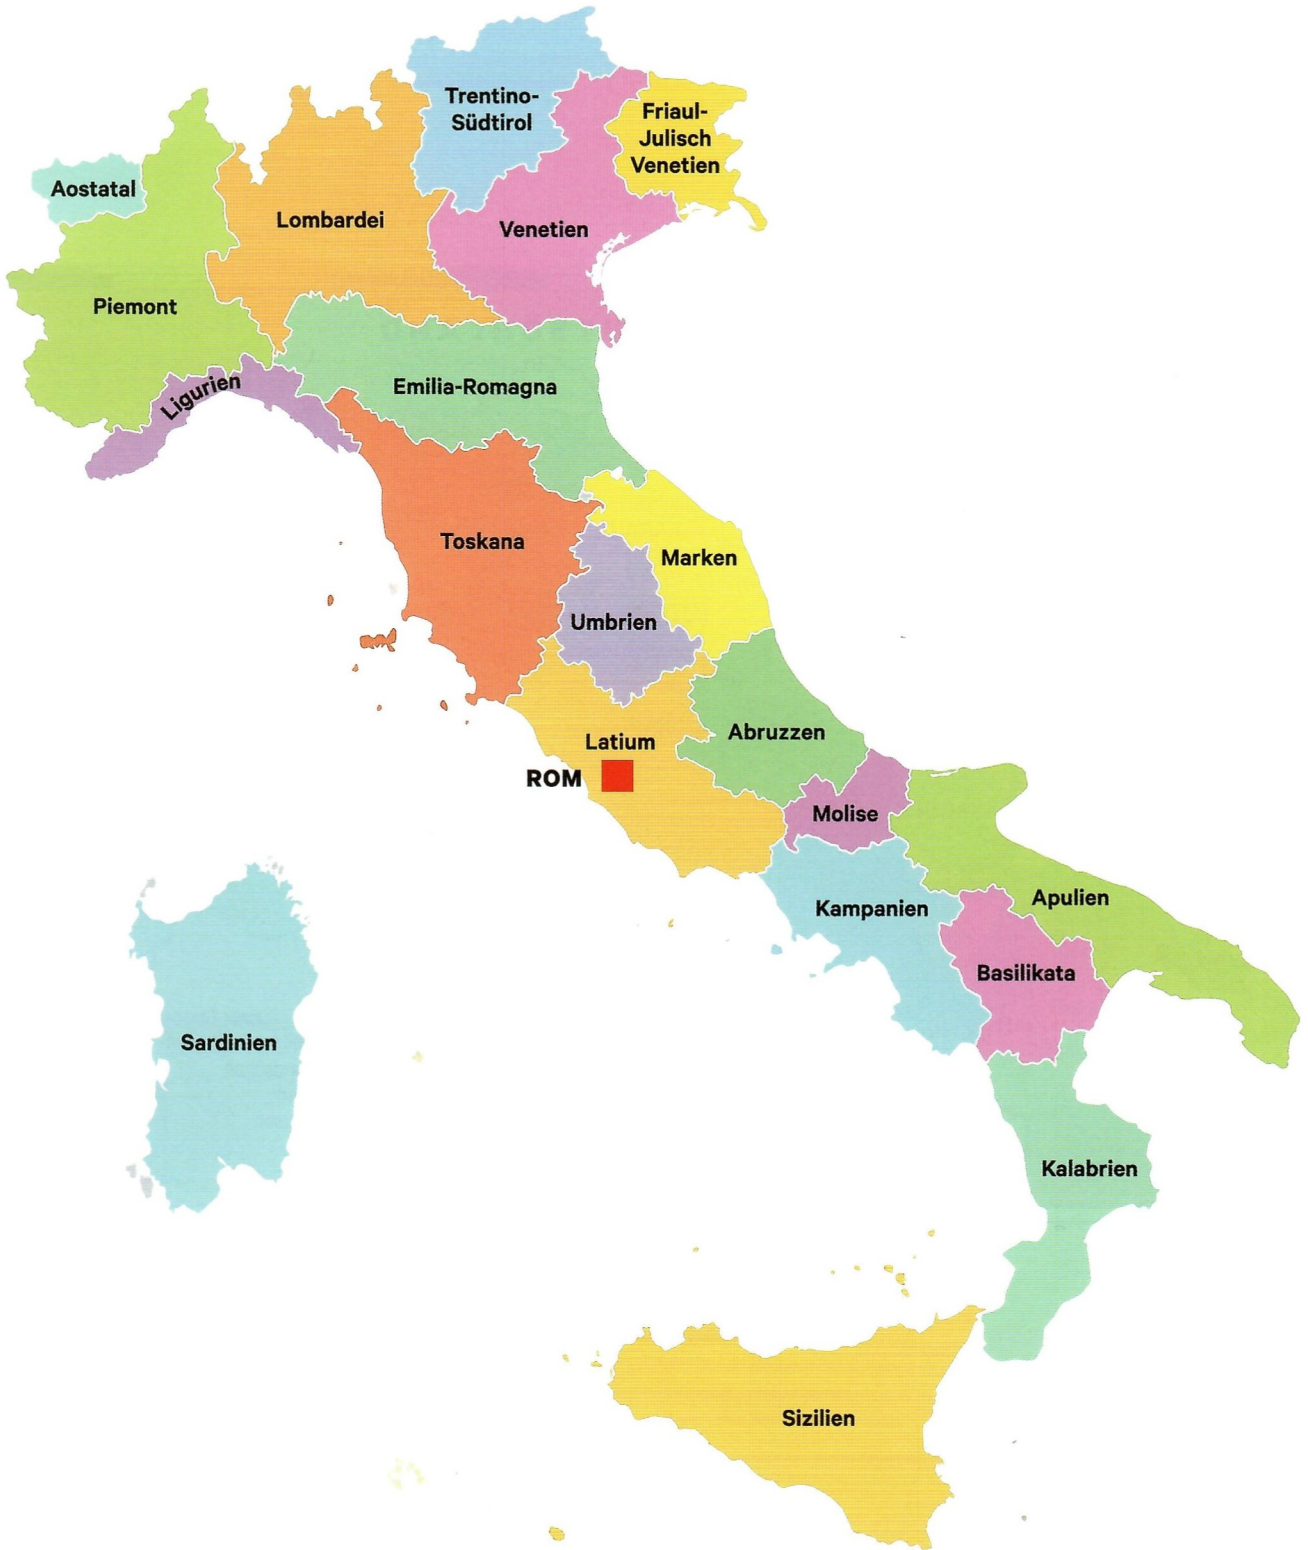 Trentino-
Südtirol
Friaul-
Julisch
Venetien
Aostatal
Lombardei
Venetien
Piemont
Ligurien
Emilia-Romagna
Toskana
Marken
Umbrien
Abruzzen
Latium
ROM
Molise
Kampanien
Apulien
Basilikata
Sardinien
Kalabrien
Sizilien